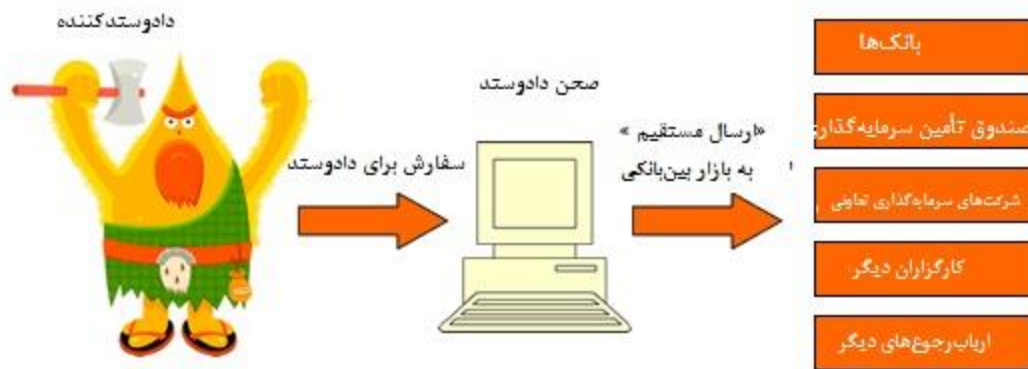 دادوستدکننده
سفارش برای دادوستد
صحن دادوستد
«ارسال مستقیم»
به بازار بین‌بانکی
بانک‌ها
صندوق تأمین سرمایه‌گذاری
شرکت‌های سرمایه‌گذاری تعاونی
کارگزاران دیگر
ارباب‌رجوع‌های دیگر